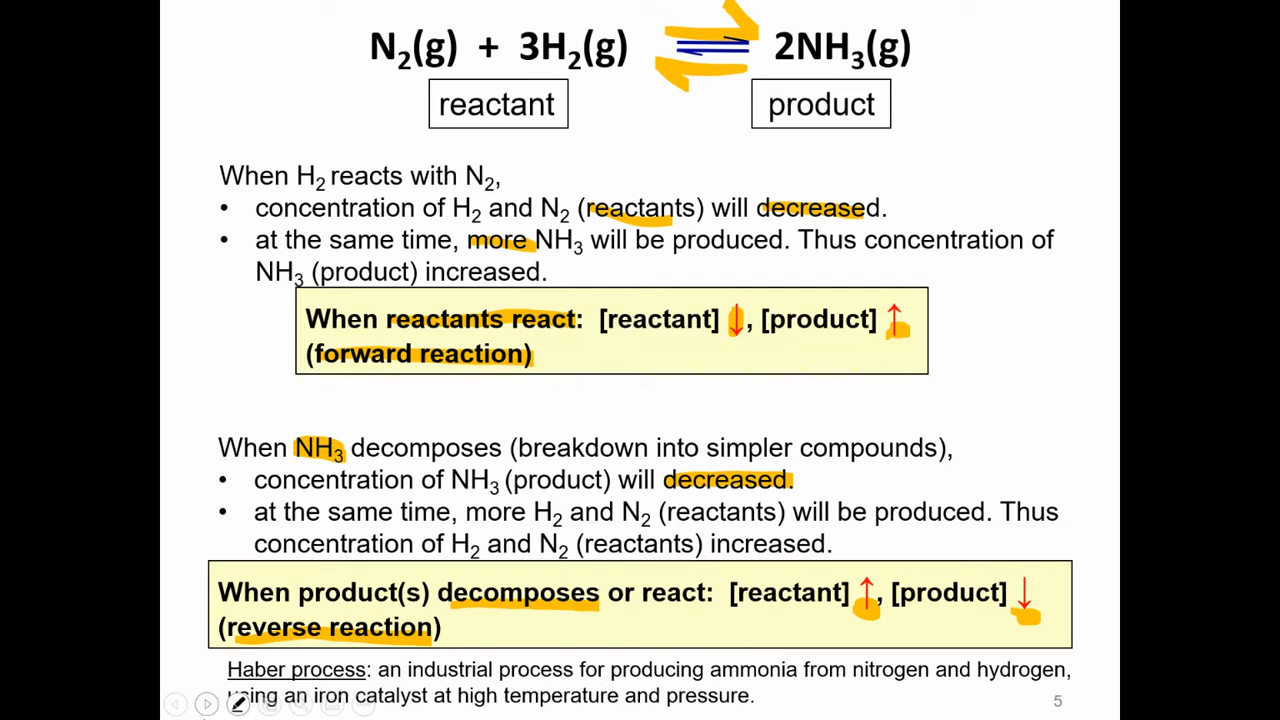 N₂(g) + 3H₂(g) ⇌ 2NH₃(g)
reactant product
When H₂ reacts with N₂,
• concentration of H₂ and N₂ (reactants) will decreased.
• at the same time, more NH₃ will be produced. Thus concentration of
NH₃ (product) increased.
When reactants react: [reactant] ↓, [product] ↑
(forward reaction)
When NH₃ decomposes (breakdown into simpler compounds),
• concentration of NH₃ (product) will decreased.
• at the same time, more H₂ and N₂ (reactants) will be produced. Thus
concentration of H₂ and N₂ (reactants) increased.
When product(s) decomposes or react: [reactant] ↑, [product] ↓
(reverse reaction)
Haber process: an industrial process for producing ammonia from nitrogen and hydrogen,
using an iron catalyst at high temperature and pressure.
5